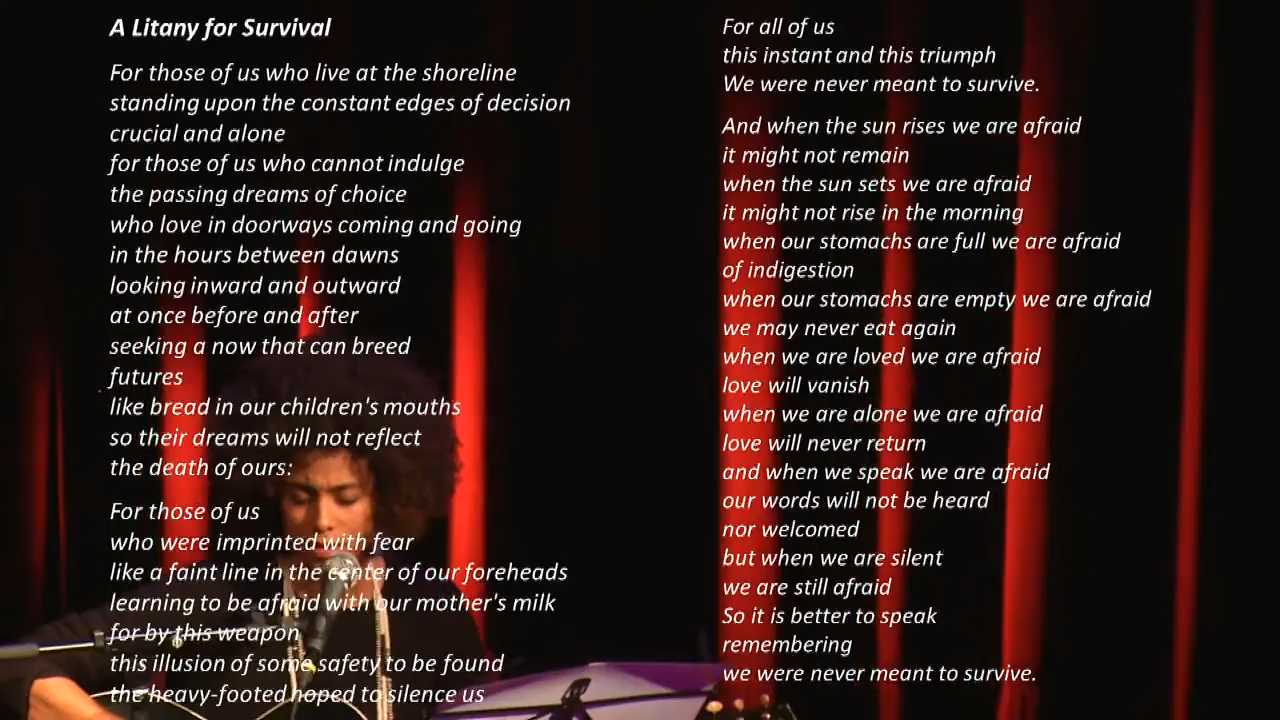 A Litany for Survival
For those of us who live at the shoreline
standing upon the constant edges of decision
crucial and alone
for those of us who cannot indulge
the passing dreams of choice
who love in doorways coming and going
in the hours between dawns
looking inward and outward
at once before and after
seeking a now that can breed
futures
like bread in our children's mouths
so their dreams will not reflect
the death of ours:
For those of us
who were imprinted with fear
like a faint line in the center of our foreheads
learning to be afraid with our mother's milk
for by this weapon
this illusion of some safety to be found
the heavy-footed hoped to silence us
For all of us
this instant and this triumph
We were never meant to survive.
And when the sun rises we are afraid
it might not remain
when the sun sets we are afraid
it might not rise in the morning
when our stomachs are full we are afraid
of indigestion
when our stomachs are empty we are afraid
we may never eat again
when we are loved we are afraid
love will vanish
when we are alone we are afraid
love will never return
and when we speak we are afraid
our words will not be heard
nor welcomed
but when we are silent
we are still afraid
So it is better to speak
remembering
we were never meant to survive.